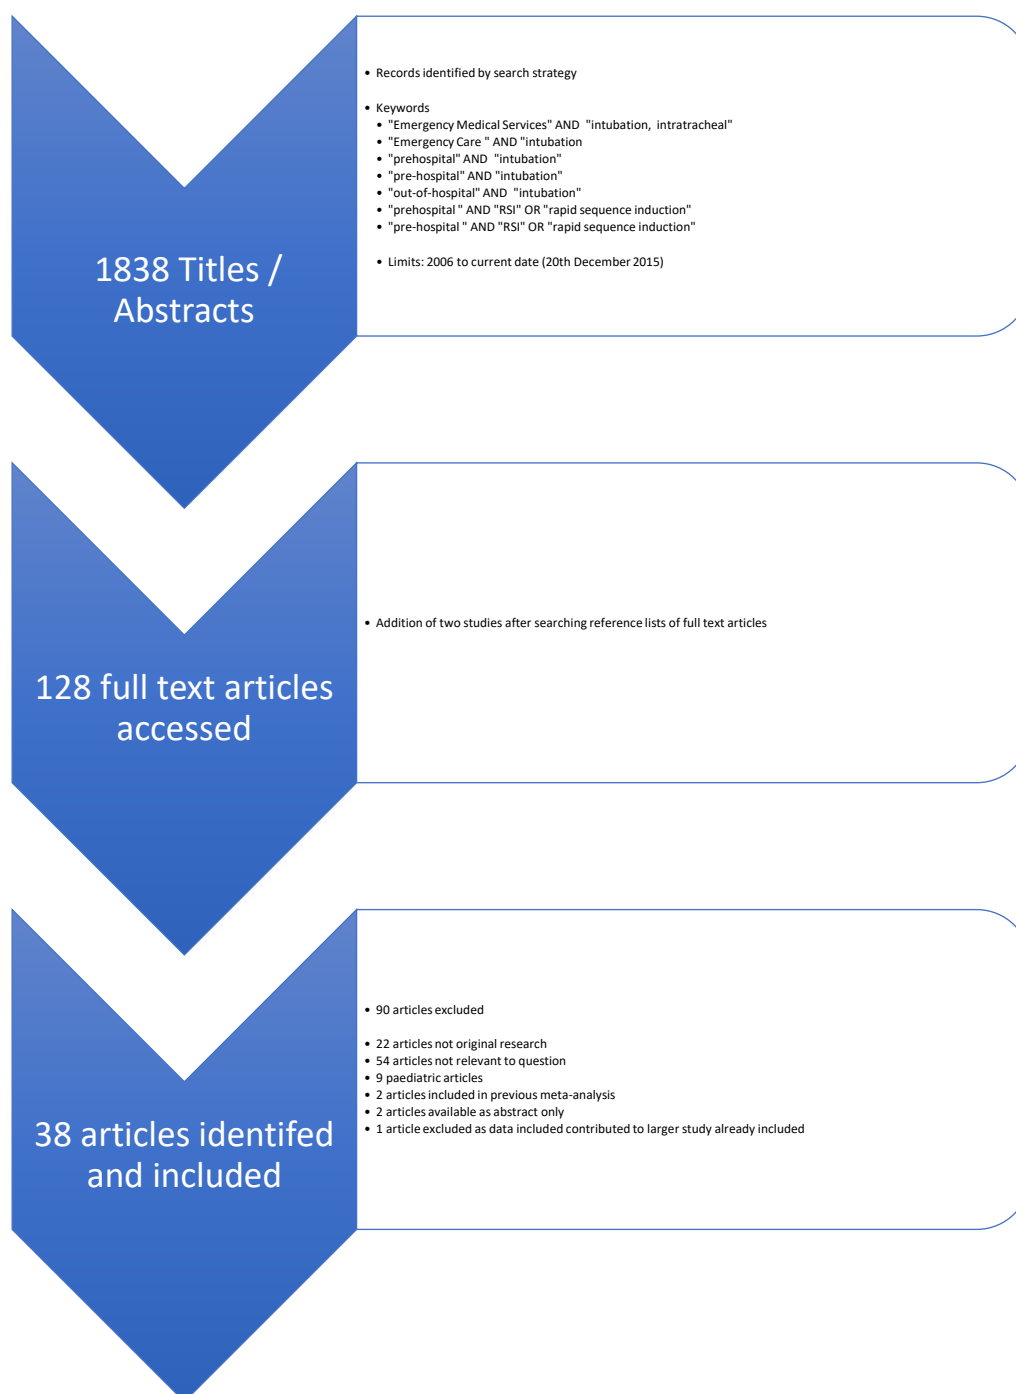 1838 Titles /
Abstracts
• Records identified by search strategy
• Keywords
• "Emergency Medical Services" AND "intubation, intratracheal"
• "Emergency Care " AND "intubation
• "prehospital" AND "intubation"
• "pre-hospital" AND "intubation"
• "out-of-hospital" AND "intubation"
• "prehospital " AND "RSI" OR "rapid sequence induction"
• "pre-hospital " AND "RSI" OR "rapid sequence induction"
• Limits: 2006 to current date (20th December 2015)
128 full text articles
accessed
• Addition of two studies after searching reference lists of full text articles
38 articles identifed
and included
• 90 articles excluded
• 22 articles not original research
• 54 articles not relevant to question
• 9 paediatric articles
• 2 articles included in previous meta-analysis
• 2 articles available as abstract only
• 1 article excluded as data included contributed to larger study already included